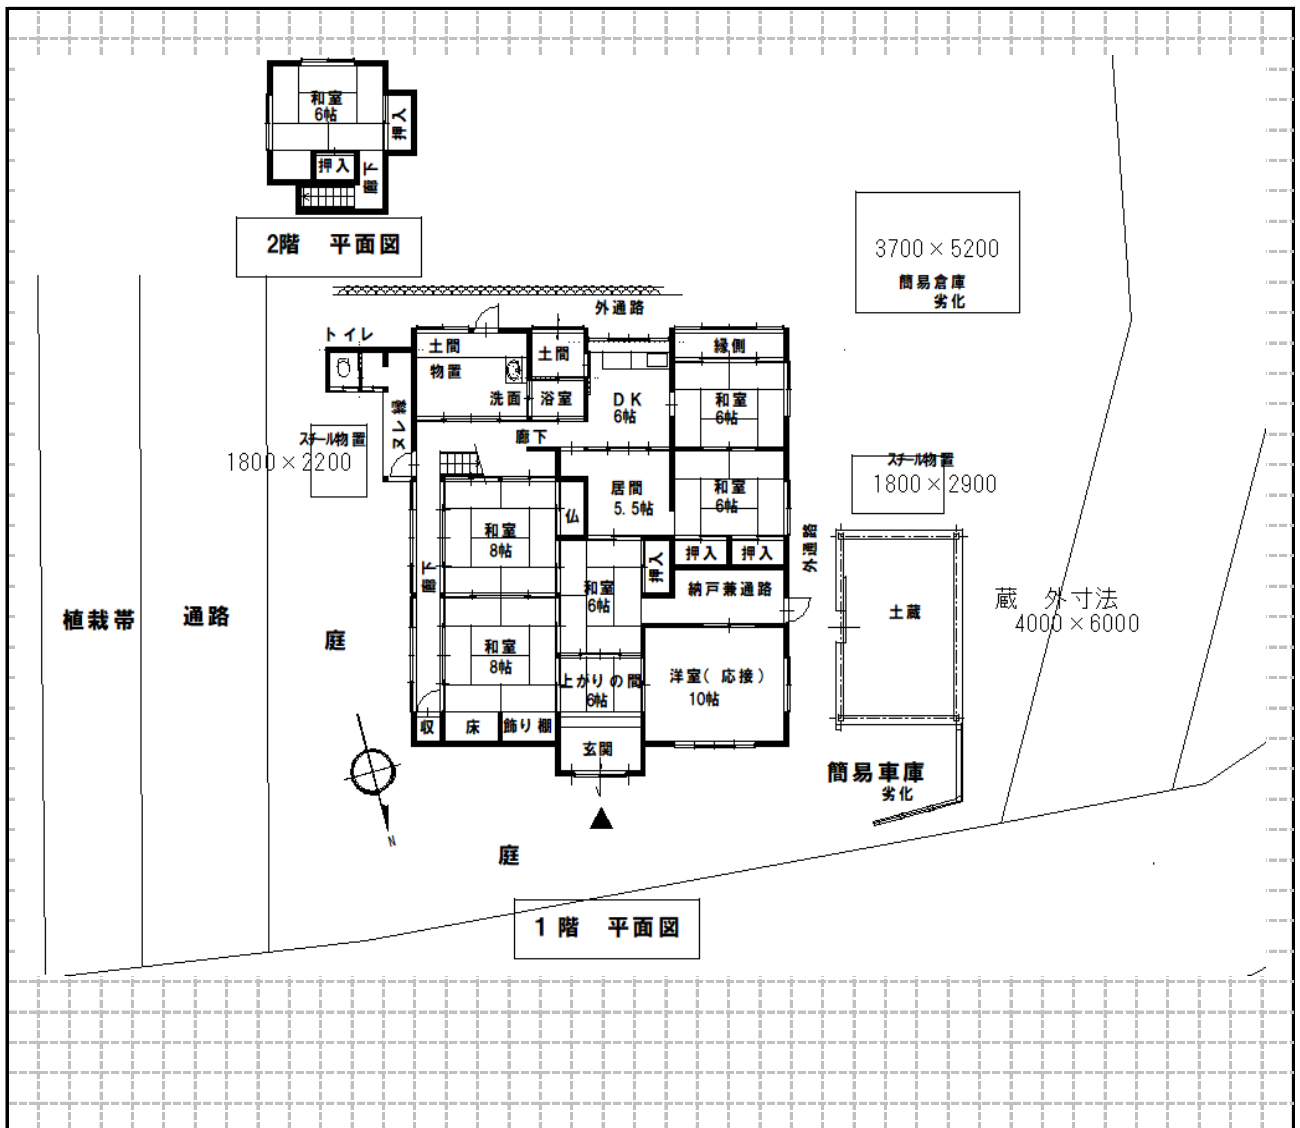 和室
6帖
押入
押入
廊下
2階 平面図
3700×5200
簡易倉庫
劣化
外通路
トイレ
土間
物置
洗面
土間
浴室
DK
6帖
縁側
和室
6帖
ヌレ縁
廊下
スチール物置
1800×2200
居間
5.5帖
和室
6帖
スチール物置
1800×2900
仏
和室
8帖
押入
押入
押入
外通路
廊下
和室
6帖
納戸兼通路
土蔵
蔵 外寸法
4000×6000
植栽帯
通路
庭
和室
8帖
上がりの間
6帖
洋室(応接)
10帖
収
床
飾り棚
玄関
簡易車庫
劣化
N
庭
1階 平面図